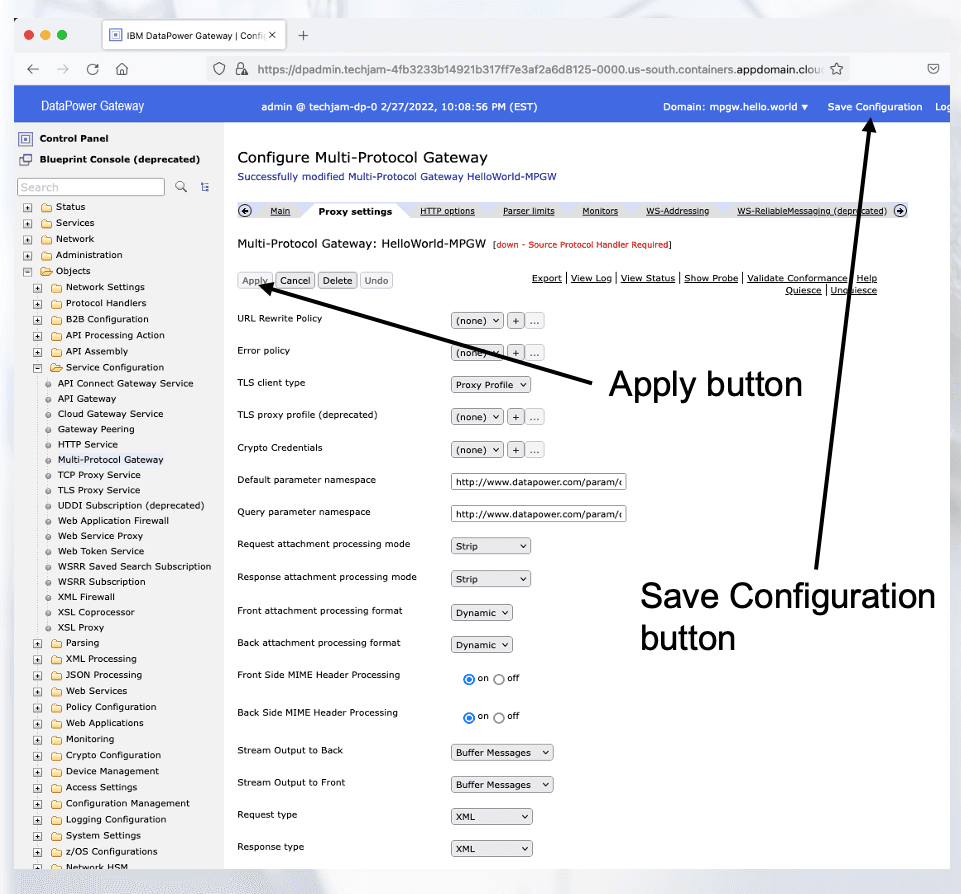 IBM DataPower Gateway | Config
https://dpadmin.techjam-4fb3233b14921b317ff7e3af2a6d8125-0000.us-south.containers.appdomain.clou
DataPower Gateway admin @ techjam-dp-0 2/27/2022, 10:08:56 PM (EST) Domain: mpgw.hello.world ▾ Save Configuration Log
Control Panel
Blueprint Console (deprecated)
Search
Status
Services
Network
Administration
Objects
Network Settings
Protocol Handlers
B2B Configuration
API Processing Action
API Assembly
Service Configuration
API Connect Gateway Service
API Gateway
Cloud Gateway Service
Gateway Peering
HTTP Service
Multi-Protocol Gateway
TCP Proxy Service
TLS Proxy Service
UDDI Subscription (deprecated)
Web Application Firewall
Web Service Proxy
Web Token Service
WSRR Saved Search Subscription
WSRR Subscription
XML Firewall
XSL Coprocessor
XSL Proxy
Parsing
XML Processing
JSON Processing
Web Services
Policy Configuration
Web Applications
Monitoring
Crypto Configuration
Device Management
Access Settings
Configuration Management
Logging Configuration
System Settings
z/OS Configurations
Network HSM
Configure Multi-Protocol Gateway
Successfully modified Multi-Protocol Gateway HelloWorld-MPGW
Main Proxy settings HTTP options Parser limits Monitors WS-Addressing WS-ReliableMessaging (deprecated)
Multi-Protocol Gateway: HelloWorld-MPGW [down - Source Protocol Handler Required]
Apply Cancel Delete Undo
Export | View Log | View Status | Show Probe | Validate Conformance Help
Quiesce | Unquiesce
URL Rewrite Policy (none) + ...
Error policy (none) + ...
TLS client type Proxy Profile
TLS proxy profile (deprecated) (none) + ...
Crypto Credentials (none) + ...
Default parameter namespace http://www.datapower.com/param/c
Query parameter namespace http://www.datapower.com/param/c
Request attachment processing mode Strip
Response attachment processing mode Strip
Front attachment processing format Dynamic
Back attachment processing format Dynamic
Front Side MIME Header Processing on off
Back Side MIME Header Processing on off
Stream Output to Back Buffer Messages
Stream Output to Front Buffer Messages
Request type XML
Response type XML
Apply button
Save Configuration
button